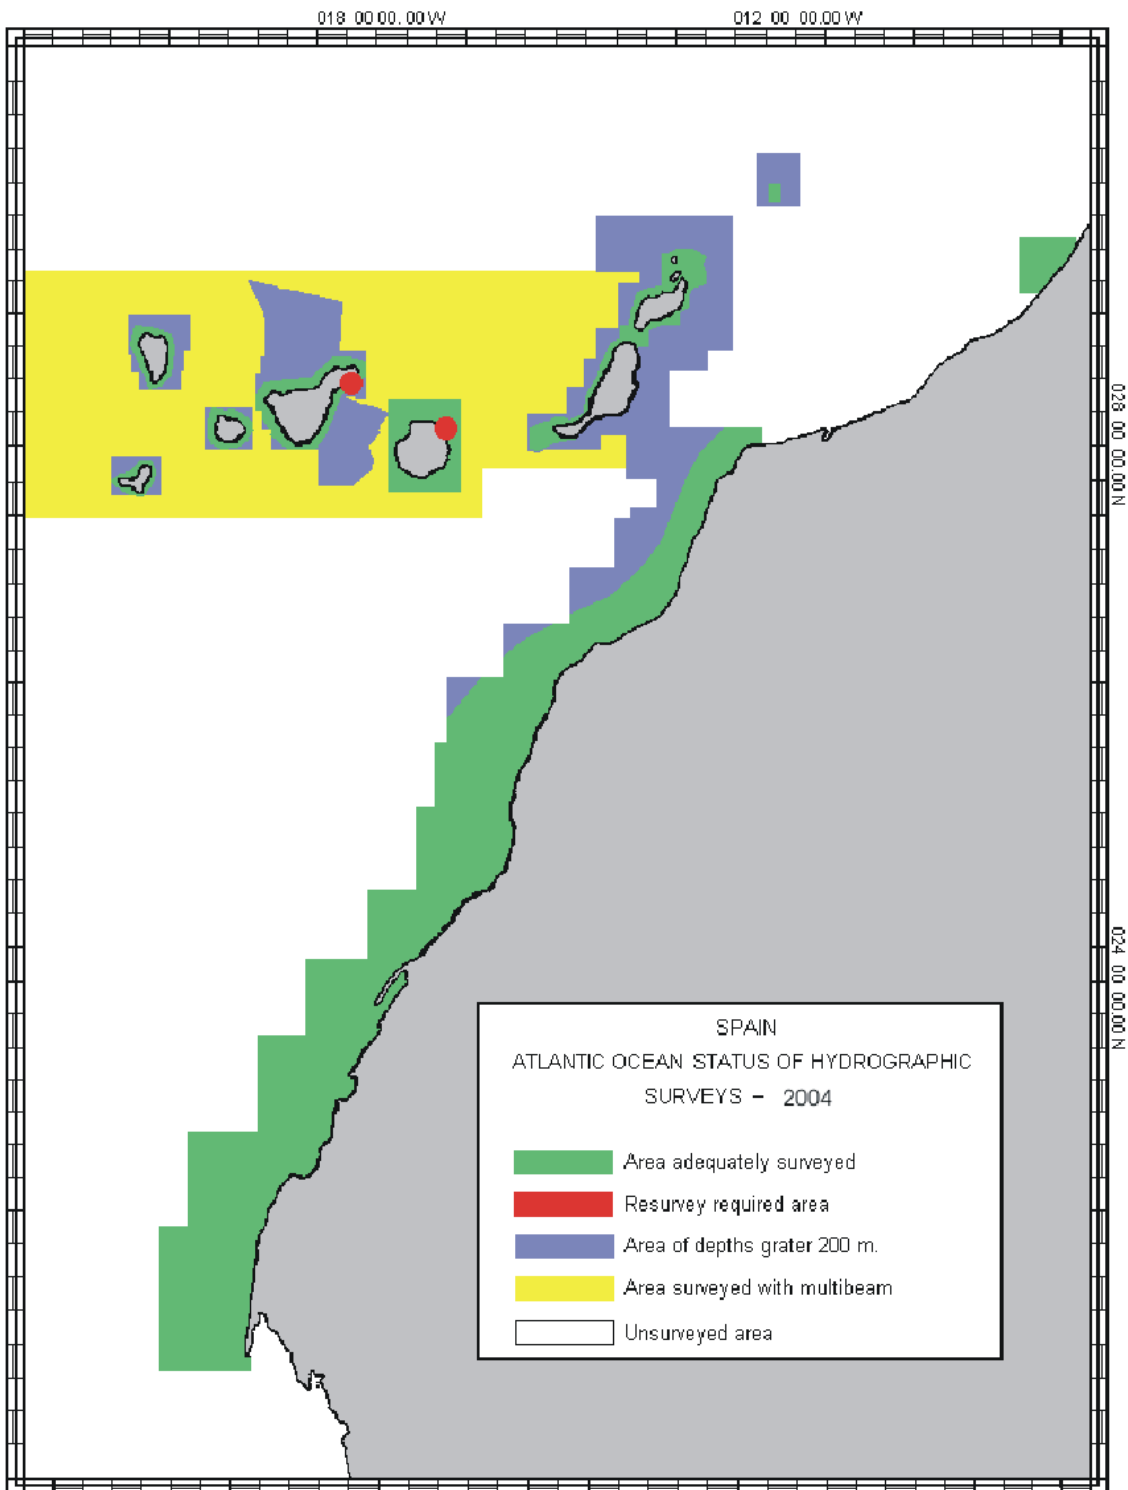 018 00 00.00 W
012 00 00.00 W
028 00 00.00 N
024 00 00.00 N
SPAIN
ATLANTIC OCEAN STATUS OF HYDROGRAPHIC
SURVEYS - 2004
Area adequately surveyed
Resurvey required area
Area of depths grater 200 m.
Area surveyed with multibeam
Unsurveyed area